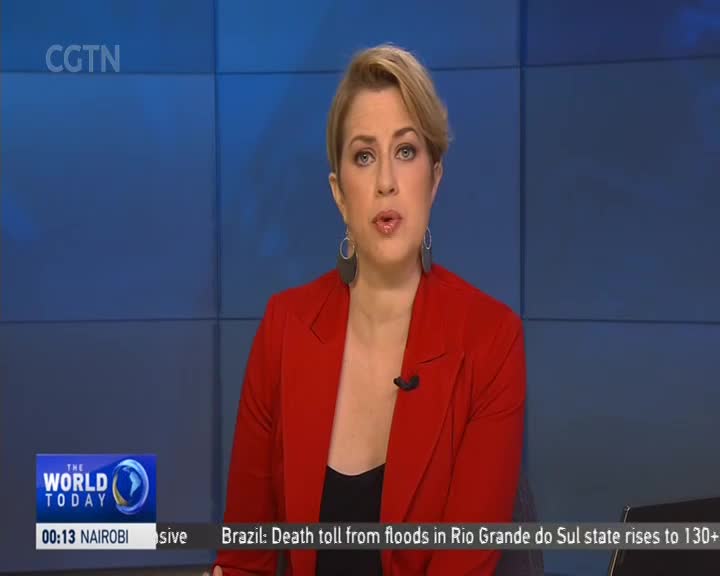 CGTN
THE
WORLD
TODAY
00:13 NAIROBI
sive Brazil: Death toll from floods in Rio Grande do Sul state rises to 130+